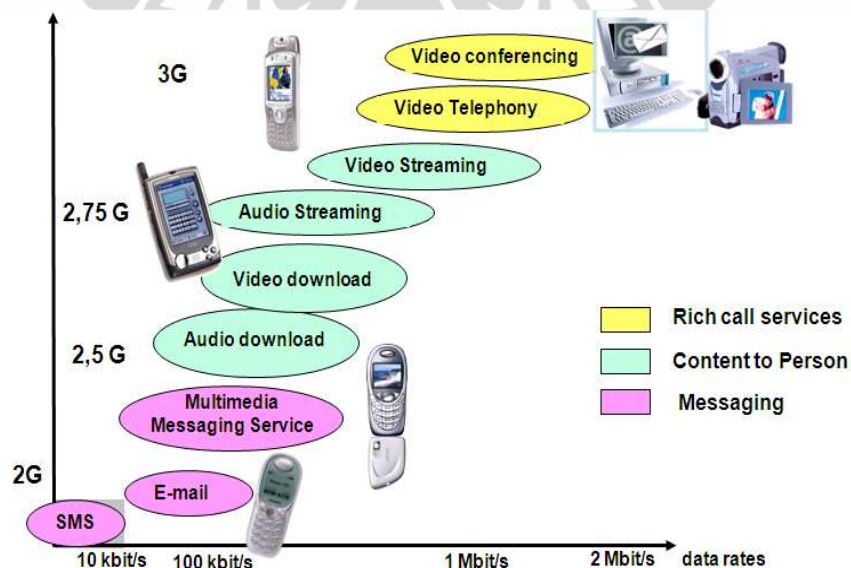 Video conferencing
3G
Video Telephony
Video Streaming
2,75 G
Audio Streaming
Video download
Rich call services
Audio download
2,5 G
Content to Person
Multimedia
Messaging Service
Messaging
2G
E-mail
SMS
10 kbit/s 100 kbit/s 1 Mbit/s 2 Mbit/s data rates